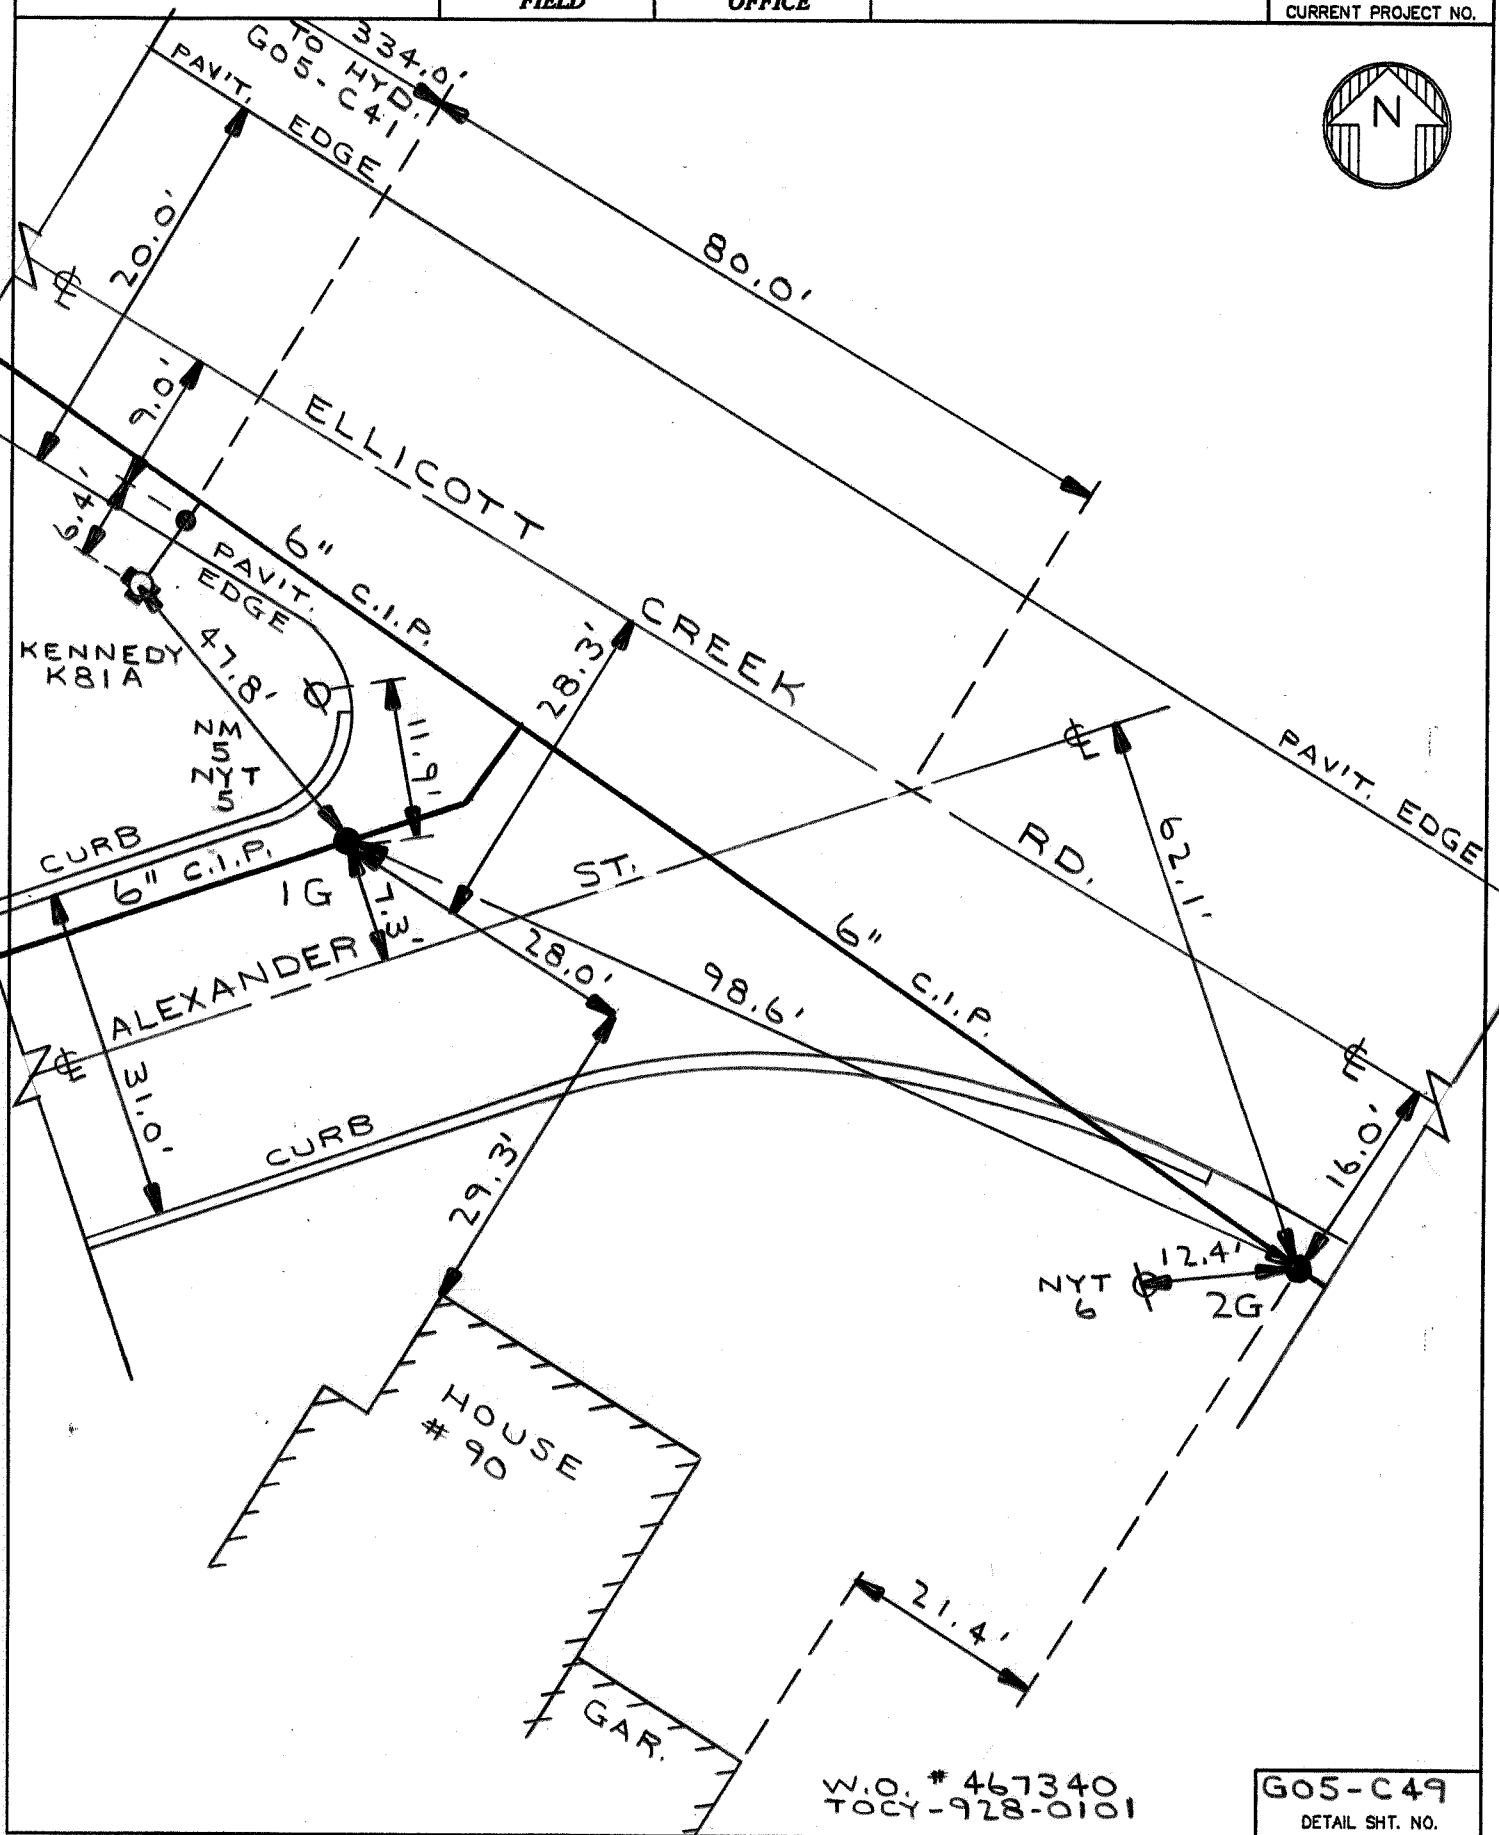 FIELD
OFFICE
CURRENT PROJECT NO.
334.0'
TO HYD.
G05-C41
N
PAV'T. EDGE
20.0'
80.0'
℄
9.0'
ELLICOTT CREEK RD.
6.4'
6" C.I.P.
PAV'T.
EDGE
KENNEDY
K81A
47.8'
28.3'
11.9'
NM
5
NYT
5
℄
PAV'T. EDGE
62.1'
CURB
6" C.I.P.
1G
7.3'
ALEXANDER ST.
28.0'
98.6'
6" C.I.P.
℄
℄
31.0'
CURB
29.3'
16.0'
12.4'
NYT
6
2G
HOUSE
# 90
21.4'
GAR.
W.O. # 467340
TOCY-928-0101
G05-C49
DETAIL SHT. NO.